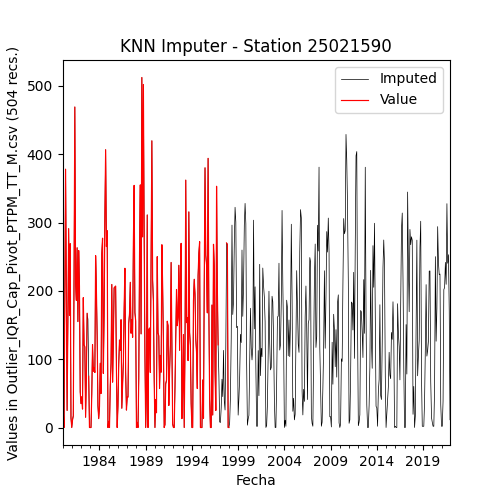 KNN Imputer - Station 25021590
Values in Outlier_IQR_Cap_Pivot_PTPM_TT_M.csv (504 recs.)
500
400
300
200
100
0
Imputed
Value
1984 1989 1994 1999 2004 2009 2014 2019
Fecha